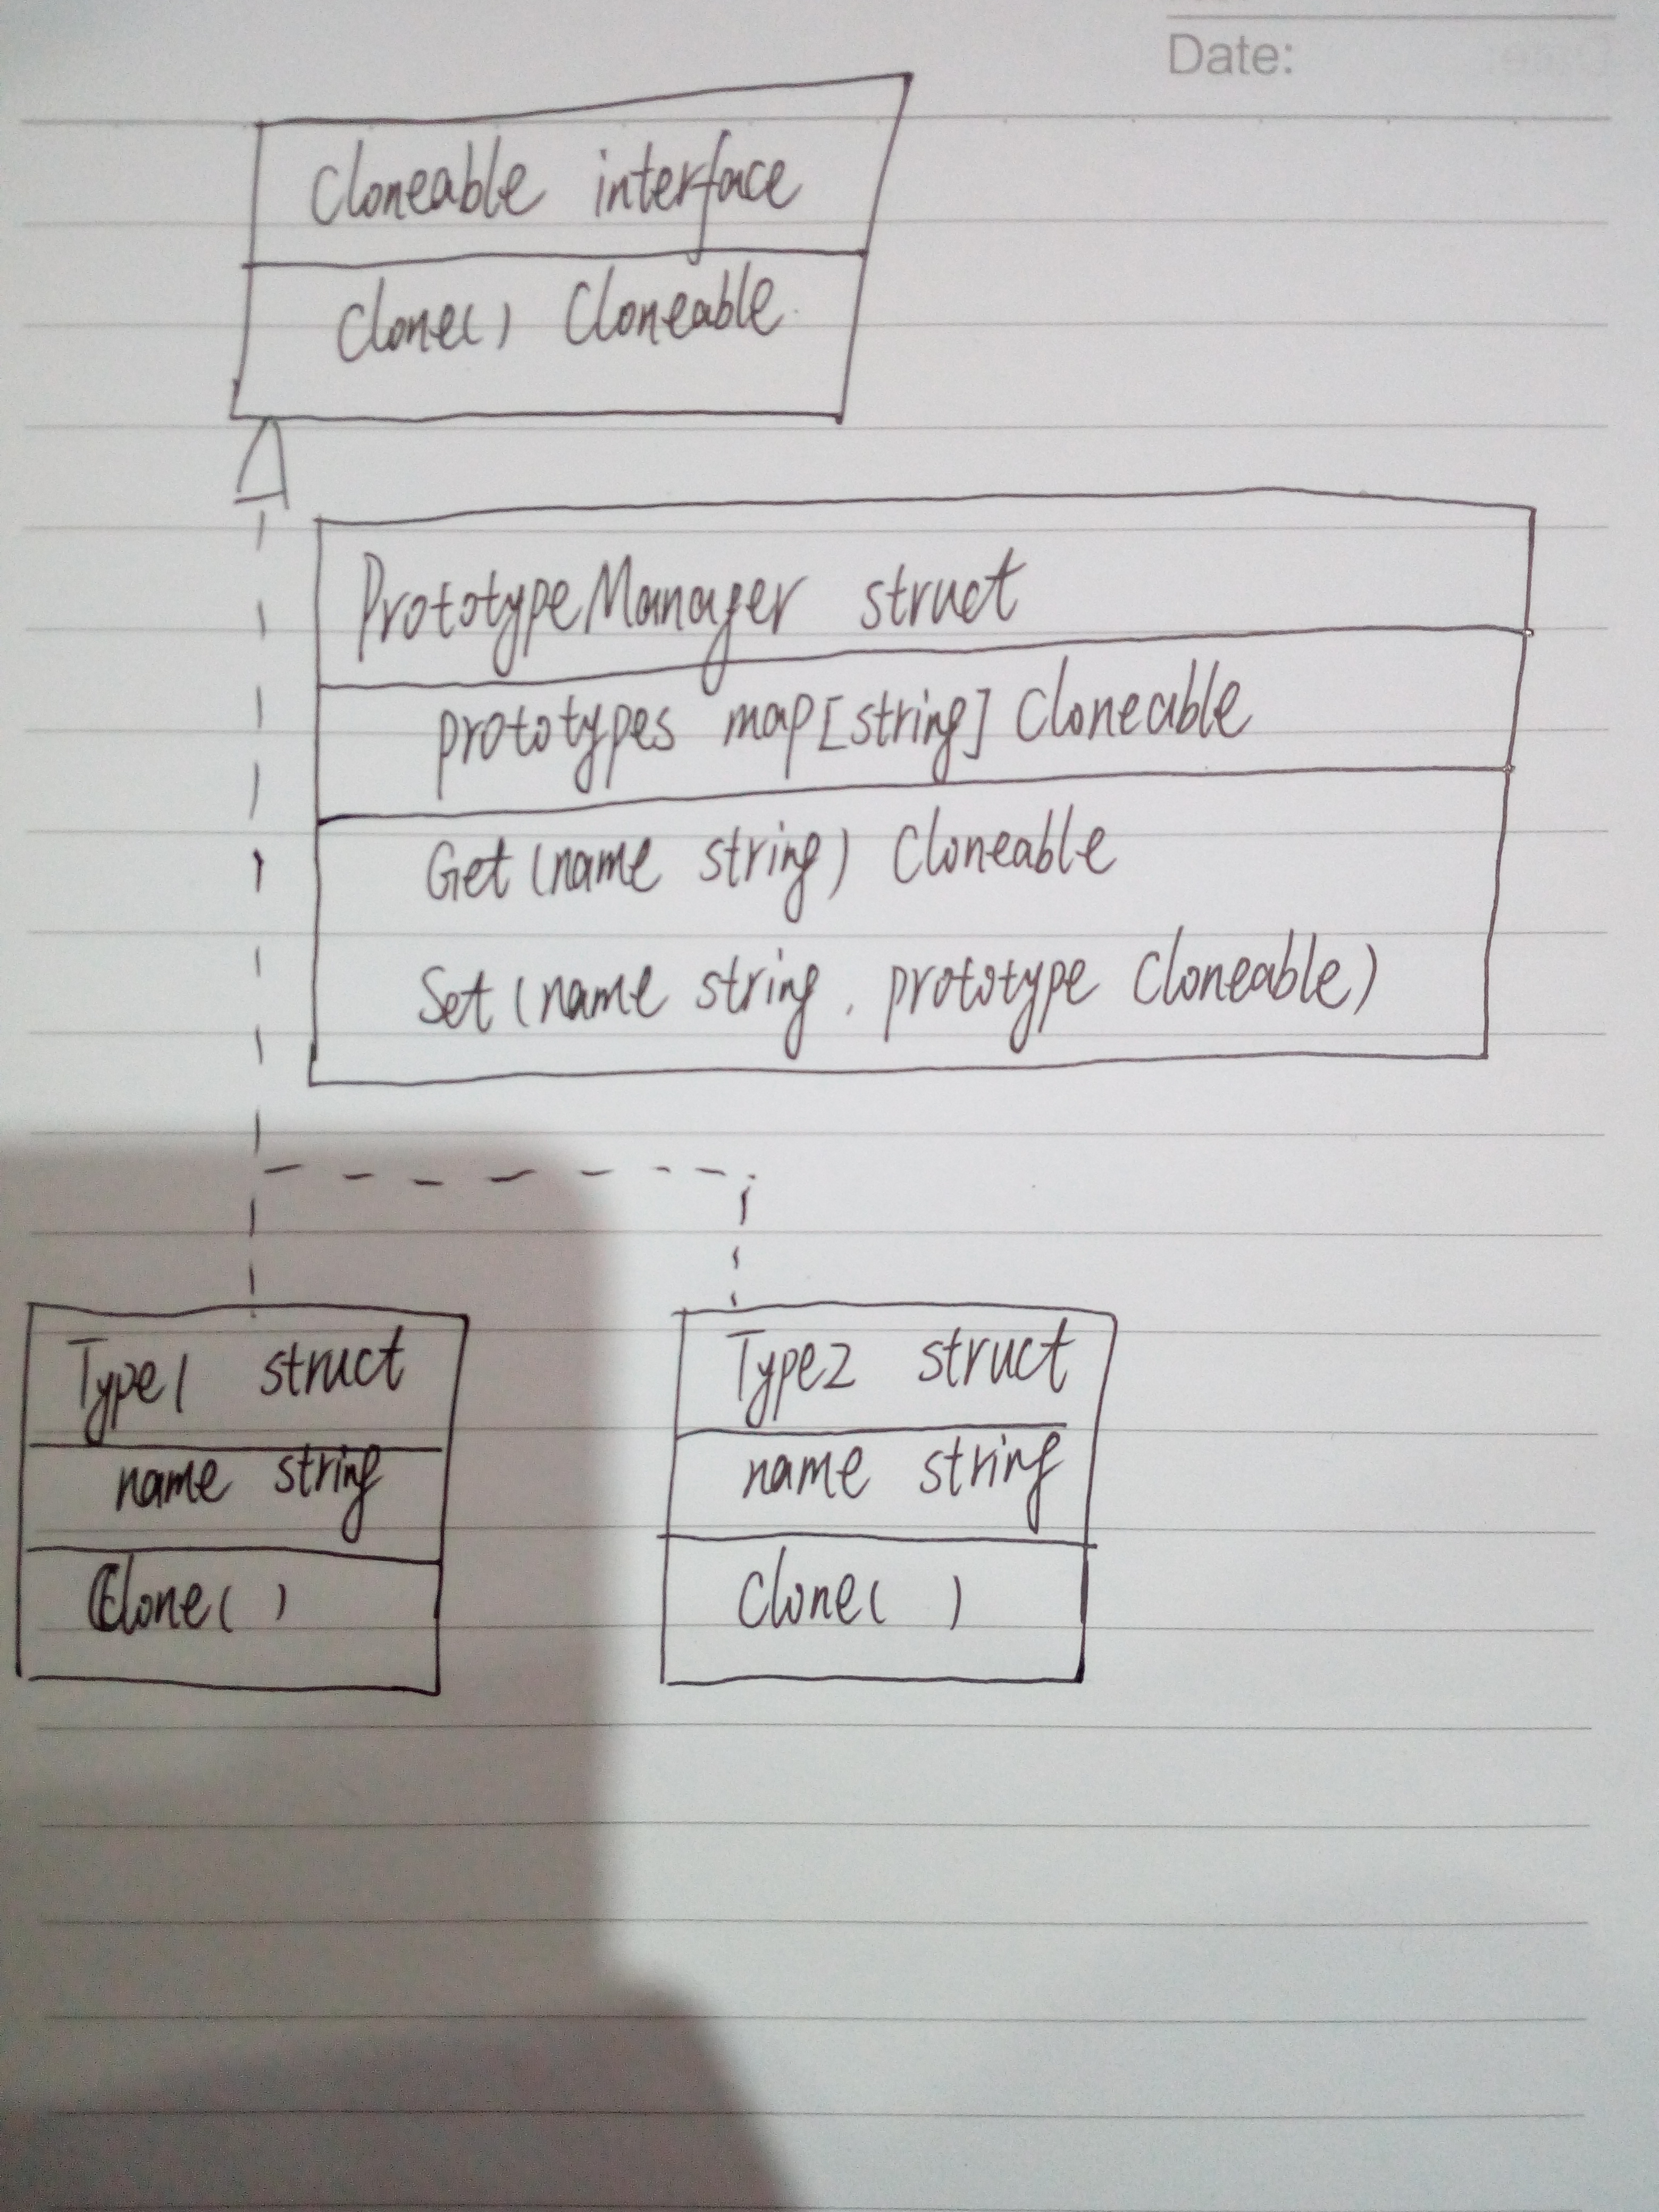 Date:
Cloneable interface
Clone() Cloneable
PrototypeManager struct
prototypes map[string] Cloneable
Get(name string) Cloneable
Set(name string, prototype Cloneable)
Type1 struct
name string
Clone( )
Type2 struct
name string
Clone( )